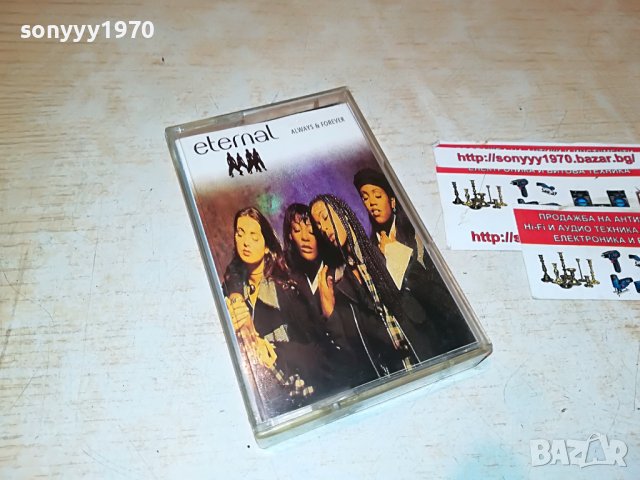 sonyyy1970
eternal
ALWAYS & FOREVER
http://sonyyy1970.bazar.bg/
ЕЛЕКТРОНИКА И БИТОВА ТЕХНИКА
ПРОДАЖБА НА АНТИ
Hi-Fi И АУДИО ТЕХНИКА
ЕЛЕКТРОНИКА И
http://s
sonyyy1970
BAZAR